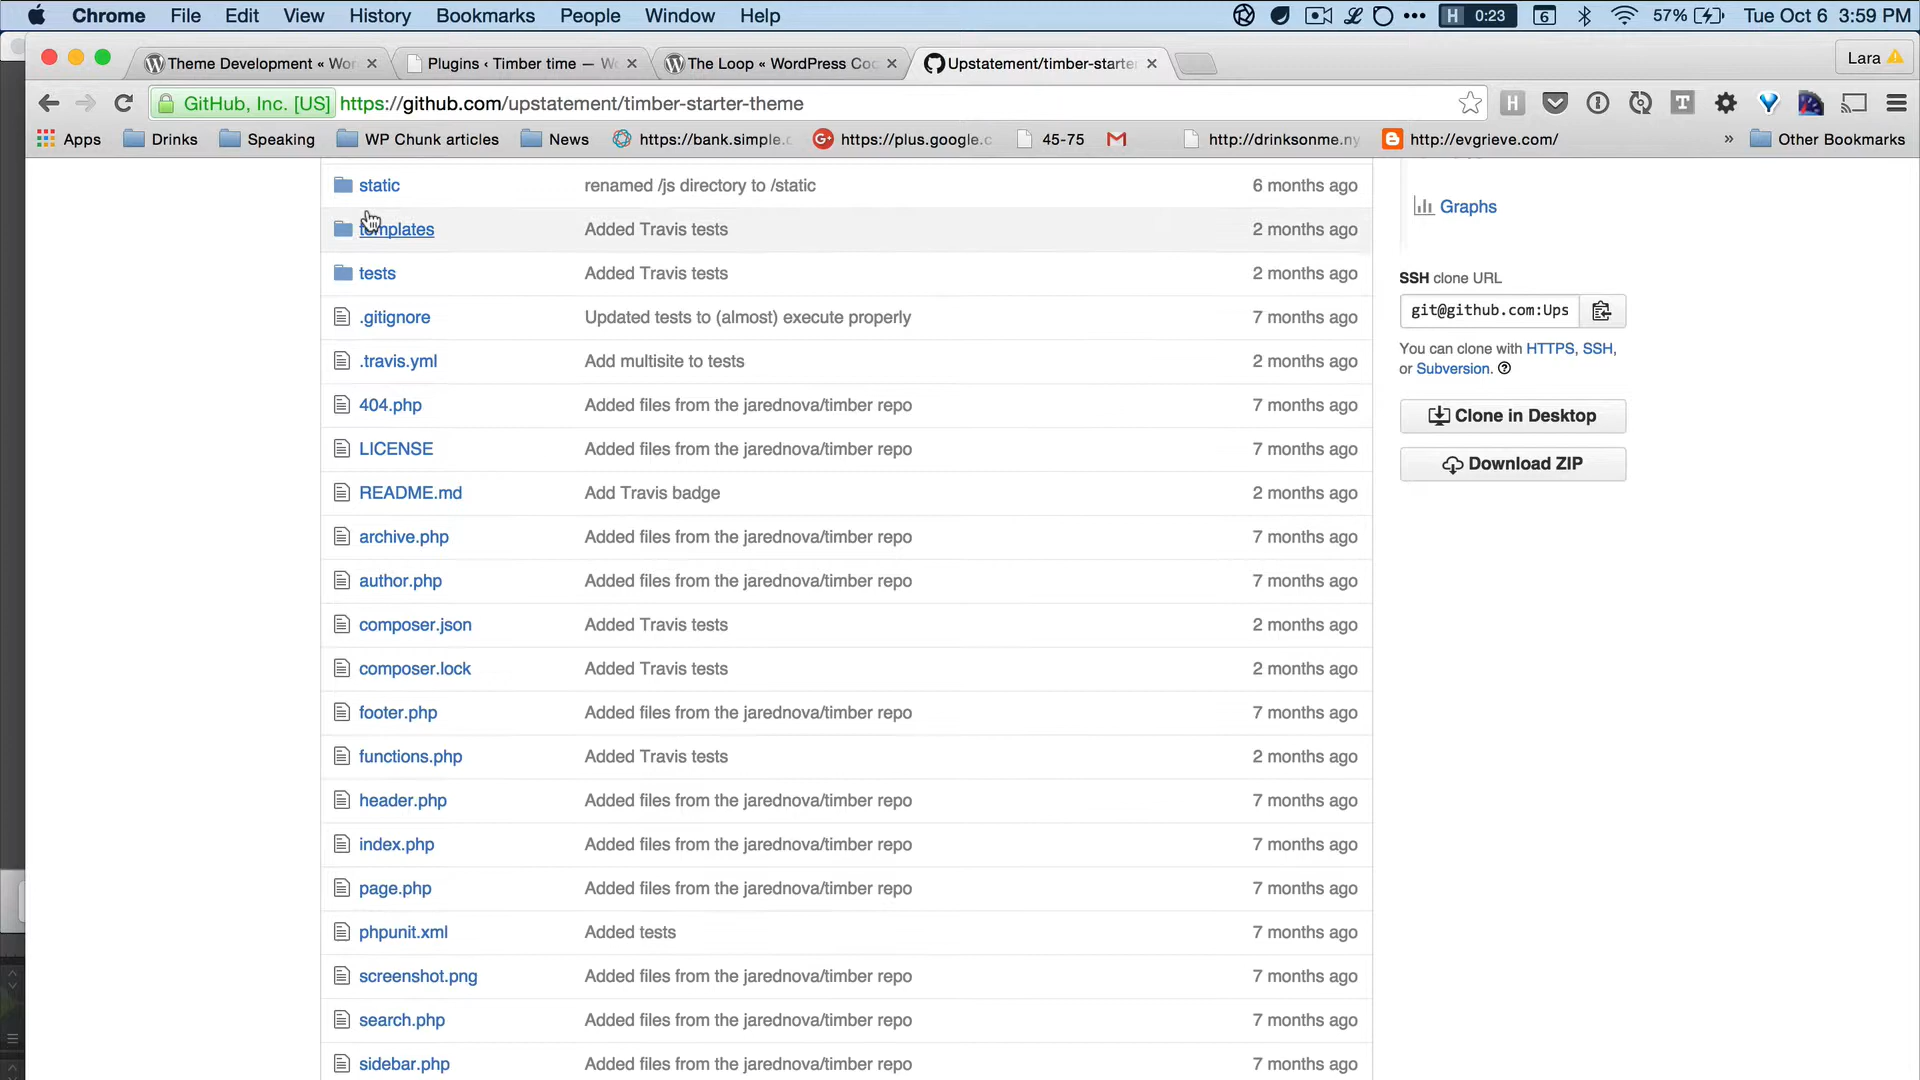 Chrome File Edit View History Bookmarks People Window Help H 0:23 6 57% Tue Oct 6 3:59 PM
Theme Development « Wor Plugins ‹ Timber time — W The Loop « WordPress Cod Upstatement/timber-starter Lara
GitHub, Inc. [US] https://github.com/upstatement/timber-starter-theme H T
Apps Drinks Speaking WP Chunk articles News https://bank.simple. https://plus.google.c 45-75 http://drinksonme.ny http://evgrieve.com/ » Other Bookmarks
static renamed /js directory to /static 6 months ago
templates Added Travis tests 2 months ago
tests Added Travis tests 2 months ago
.gitignore Updated tests to (almost) execute properly 7 months ago
.travis.yml Add multisite to tests 2 months ago
404.php Added files from the jarednova/timber repo 7 months ago
LICENSE Added files from the jarednova/timber repo 7 months ago
README.md Add Travis badge 2 months ago
archive.php Added files from the jarednova/timber repo 7 months ago
author.php Added files from the jarednova/timber repo 7 months ago
composer.json Added Travis tests 2 months ago
composer.lock Added Travis tests 2 months ago
footer.php Added files from the jarednova/timber repo 7 months ago
functions.php Added Travis tests 2 months ago
header.php Added files from the jarednova/timber repo 7 months ago
index.php Added files from the jarednova/timber repo 7 months ago
page.php Added files from the jarednova/timber repo 7 months ago
phpunit.xml Added tests 7 months ago
screenshot.png Added files from the jarednova/timber repo 7 months ago
search.php Added files from the jarednova/timber repo 7 months ago
sidebar.php Added files from the jarednova/timber repo 7 months ago
Graphs
SSH clone URL
git@github.com:Ups
You can clone with HTTPS, SSH,
or Subversion.
Clone in Desktop
Download ZIP